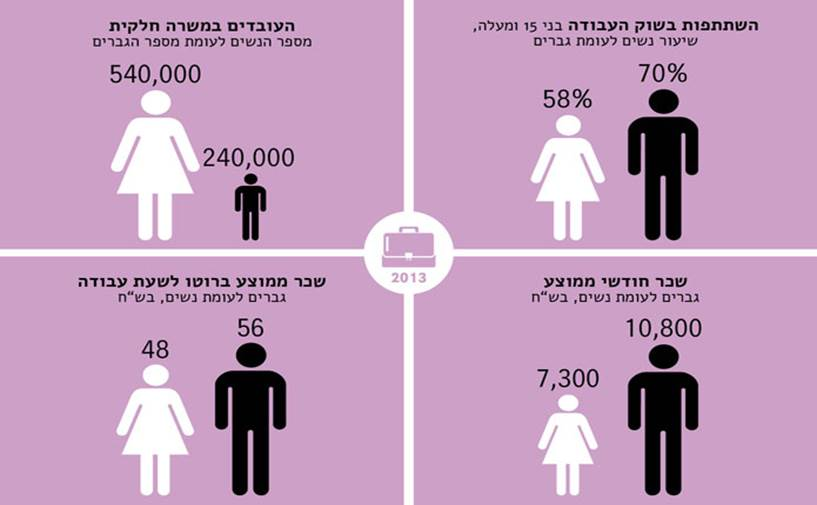 השתתפות בשוק העבודה בני 15 ומעלה,
שיעור נשים לעומת גברים
70%
58%
העובדים במשרה חלקית
מספר הנשים לעומת מספר הגברים
540,000
240,000
2013
שכר חודשי ממוצע
גברים לעומת נשים, בש"ח
10,800
7,300
שכר ממוצע ברוטו לשעת עבודה
גברים לעומת נשים, בש"ח
56
48